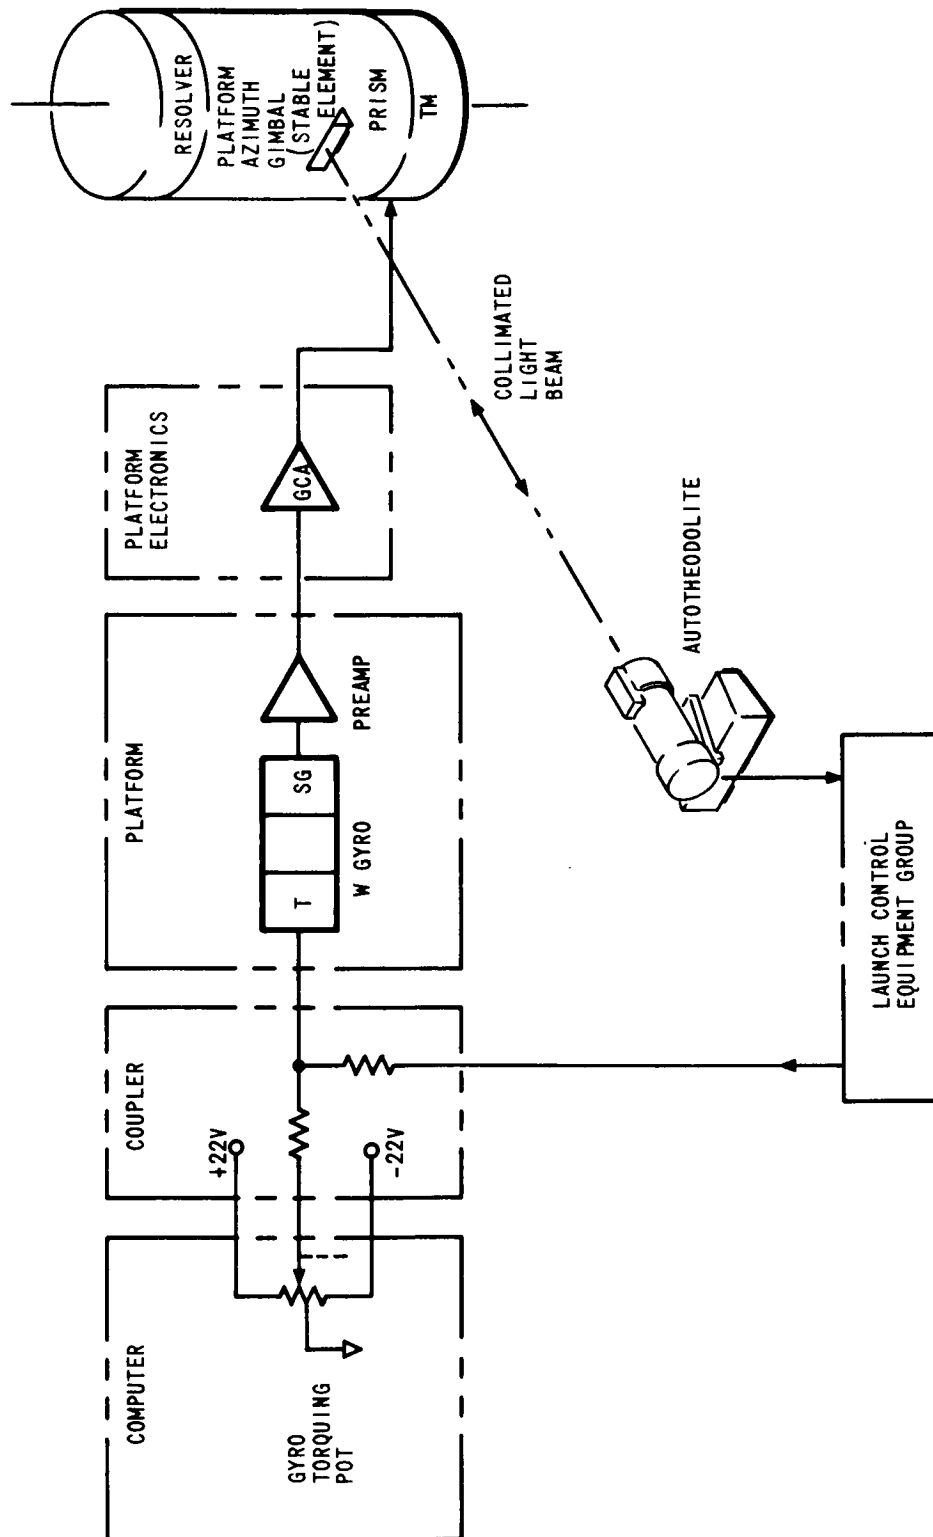 COMPUTER
GYRO
TORQUING
POT
COUPLER
+22V
-22V
PLATFORM
T
SG
W GYRO
PREAMP
PLATFORM
ELECTRONICS
GCA
RESOLVER
PLATFORM
AZIMUTH
GIMBAL
(STABLE
ELEMENT)
PRISM
TM
COLLIMATED
LIGHT
BEAM
AUTOTHEODOLITE
LAUNCH CONTROL
EQUIPMENT GROUP